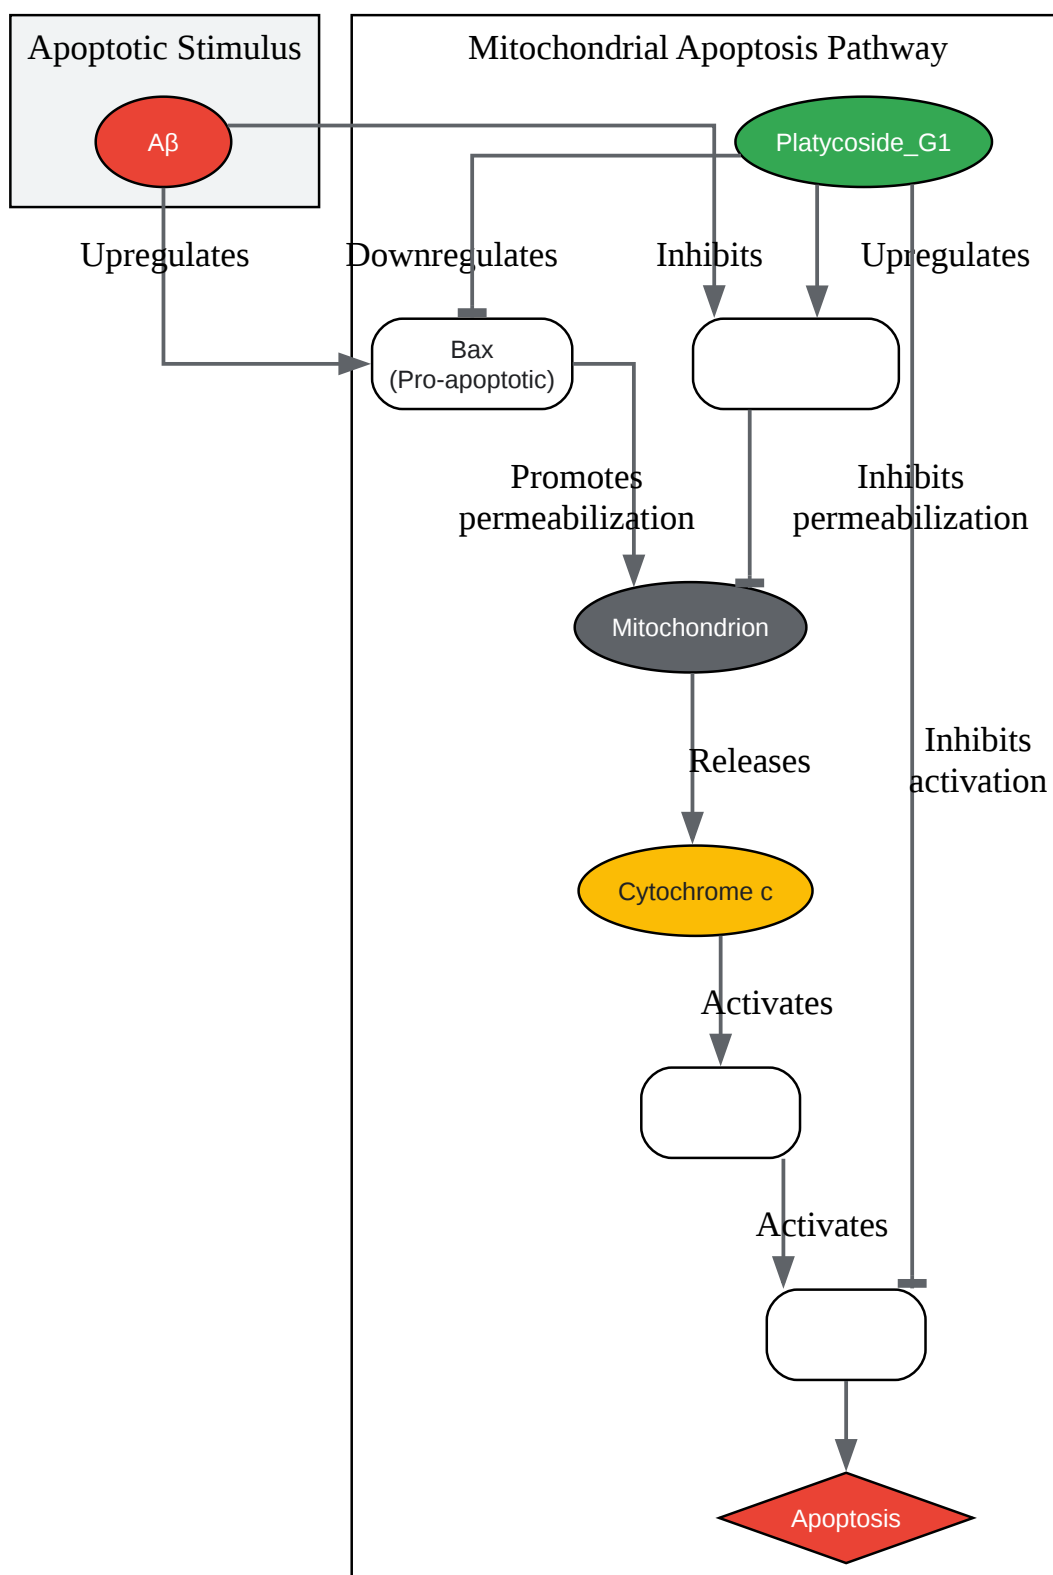 Apoptotic Stimulus
Mitochondrial Apoptosis Pathway
Aβ
Platycoside_G1
Upregulates
Downregulates
Inhibits
Upregulates
Bax
(Pro-apoptotic)
Promotes
permeabilization
Inhibits
permeabilization
Mitochondrion
Releases
Inhibits
activation
Cytochrome c
Activates
Activates
Apoptosis